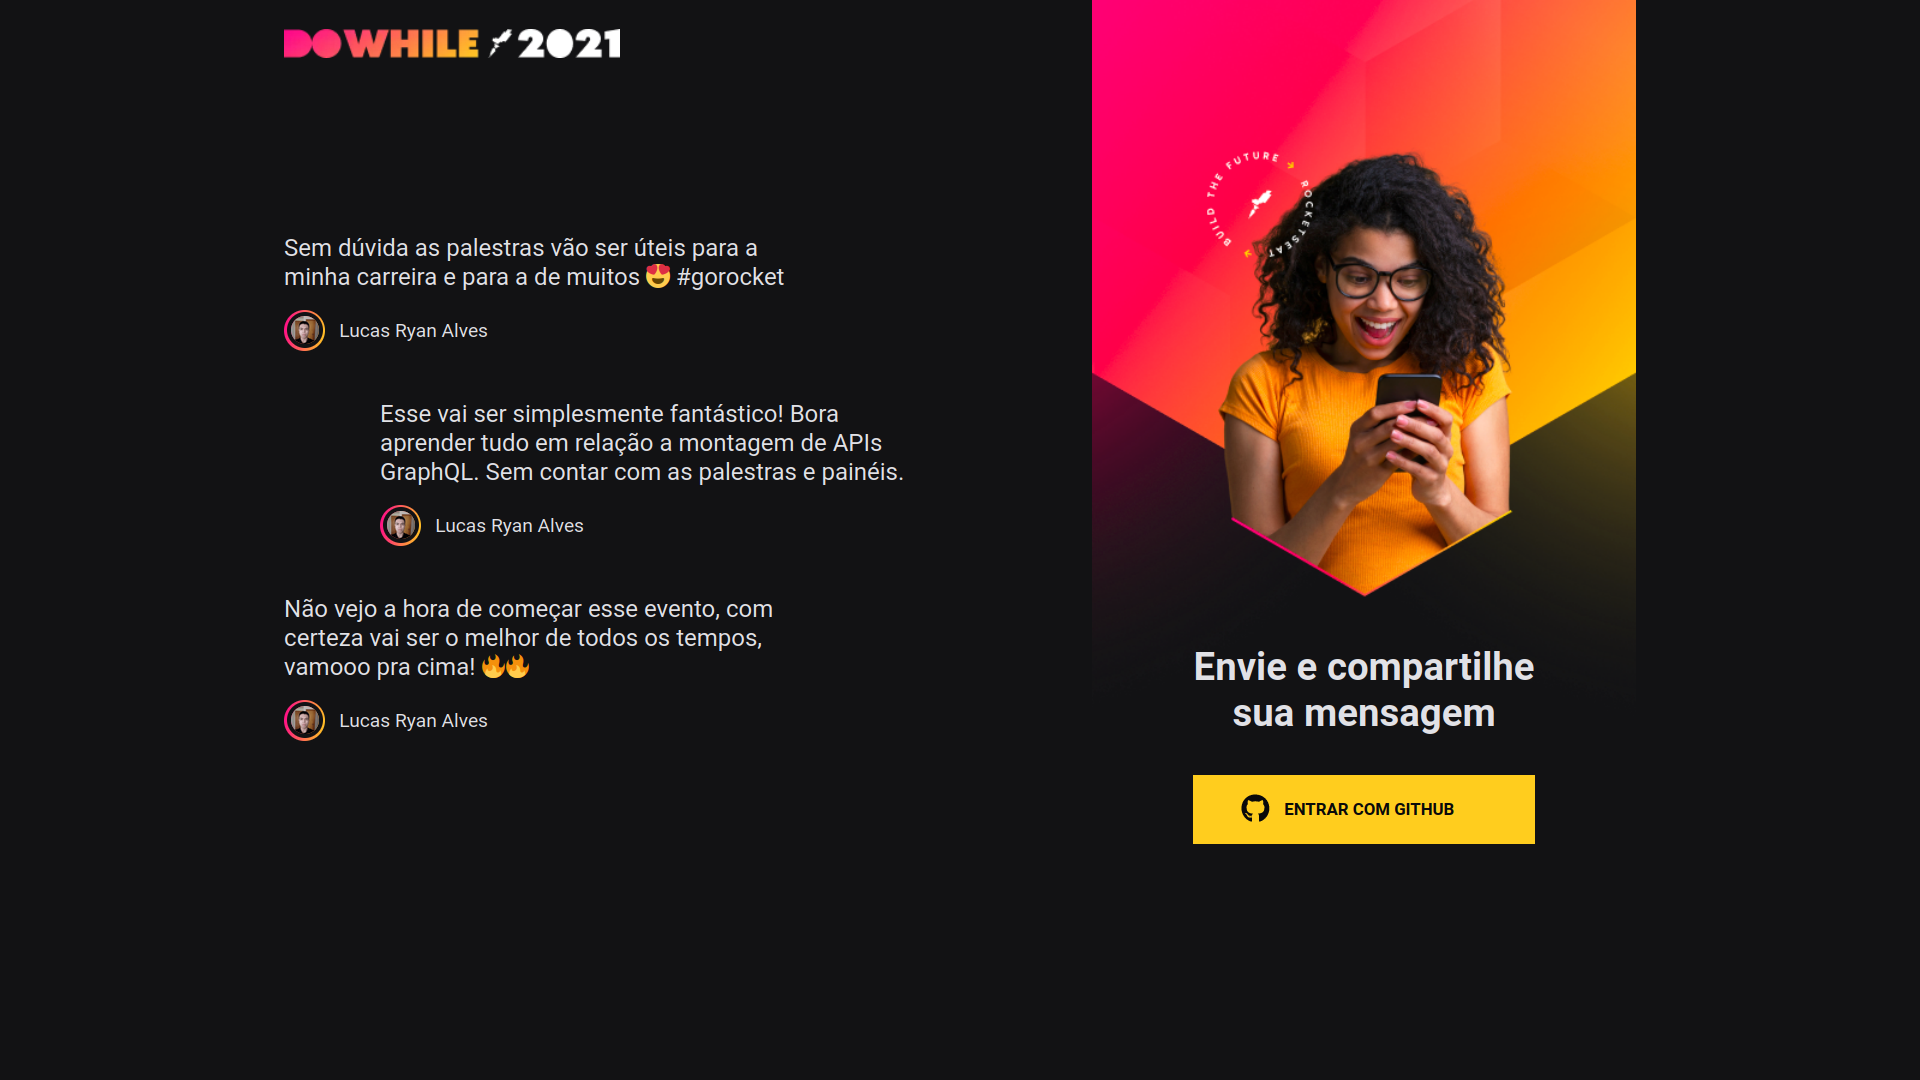 DOWHILE 2021
Sem dúvida as palestras vão ser úteis para a
minha carreira e para a de muitos 😍 #gorocket
Lucas Ryan Alves
Esse vai ser simplesmente fantástico! Bora
aprender tudo em relação a montagem de APIs
GraphQL. Sem contar com as palestras e painéis.
Lucas Ryan Alves
Não vejo a hora de começar esse evento, com
certeza vai ser o melhor de todos os tempos,
vamooo pra cima! 🔥🔥
Lucas Ryan Alves
BUILD THE FUTURE → ROCKETSEAT →
Envie e compartilhe
sua mensagem
ENTRAR COM GITHUB